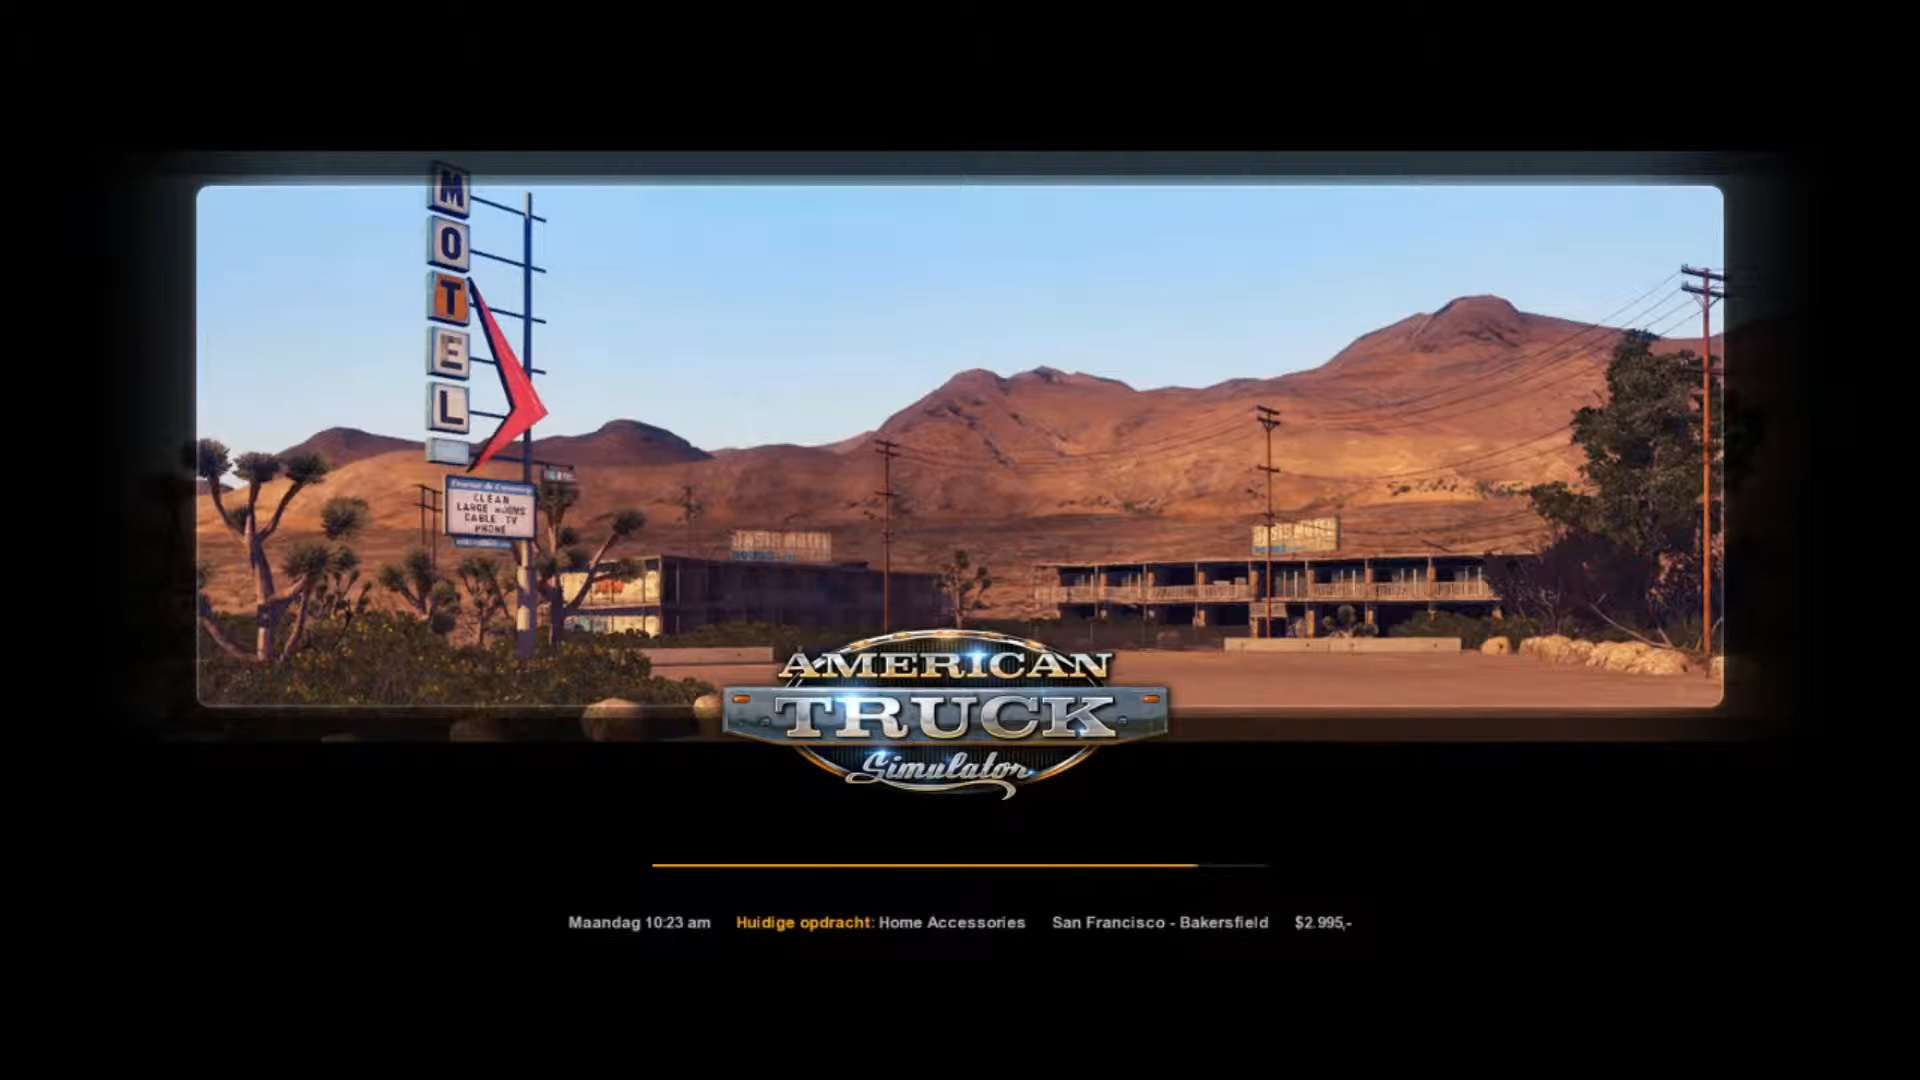 MOTEL
CLEAN
LARGE ROOMS
CABLE TV
PHONE
AMERICAN
TRUCK
Simulator
Maandag 10:23 am Huidige opdracht: Home Accessories San Francisco - Bakersfield $2.995,-